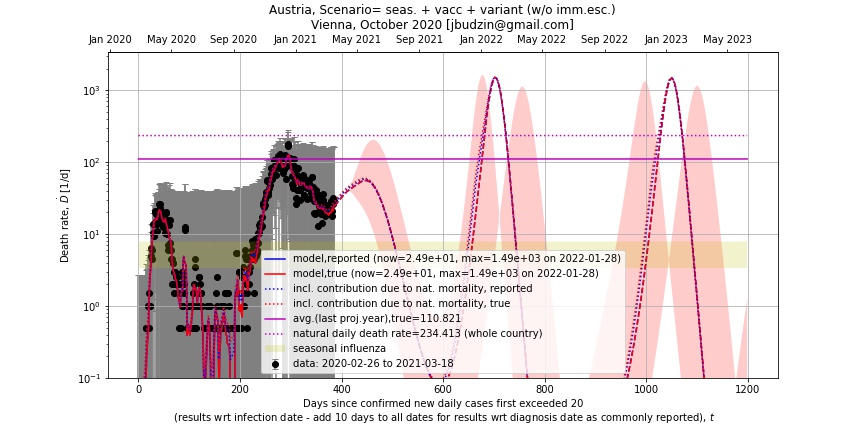 Austria, Scenario= seas. + vacc + variant (w/o imm.esc.)
Vienna, October 2020 [jbudzin@gmail.com]
Jan 2020 May 2020 Sep 2020 Jan 2021 May 2021 Sep 2021 Jan 2022 May 2022 Sep 2022 Jan 2023 May 2023
Death rate, Ḋ [1/d]
10³
10²
10¹
10⁰
10⁻¹
model,reported (now=2.49e+01, max=1.49e+03 on 2022-01-28)
model,true (now=2.49e+01, max=1.49e+03 on 2022-01-28)
incl. contribution due to nat. mortality, reported
incl. contribution due to nat. mortality, true
avg.(last proj.year),true=110.821
natural daily death rate=234.413 (whole country)
seasonal influenza
data: 2020-02-26 to 2021-03-18
0 200 400 600 800 1000 1200
Days since confirmed new daily cases first exceeded 20
(results wrt infection date - add 10 days to all dates for results wrt diagnosis date as commonly reported), t